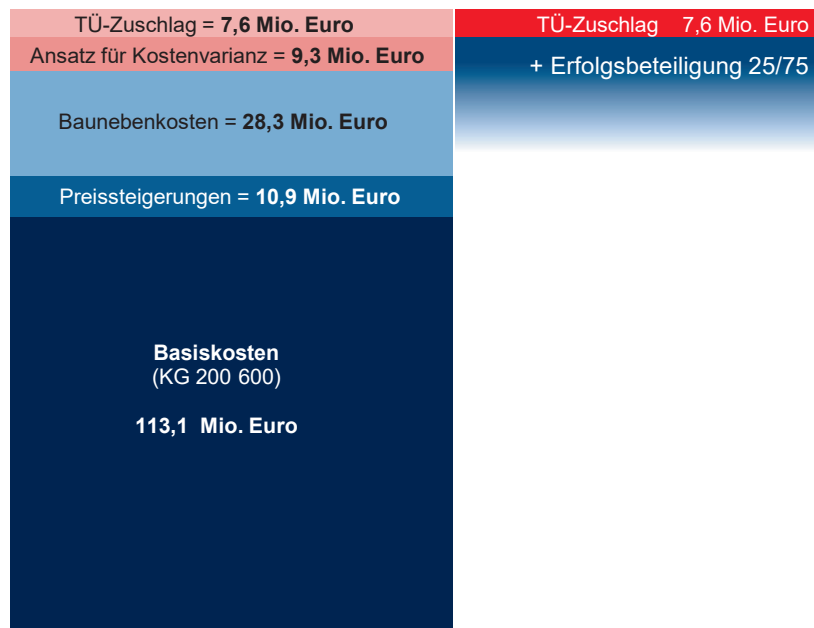 TÜ-Zuschlag = 7,6 Mio. Euro
Ansatz für Kostenvarianz = 9,3 Mio. Euro
Baunebenkosten = 28,3 Mio. Euro
Preissteigerungen = 10,9 Mio. Euro
Basiskosten
(KG 200 600)
113,1 Mio. Euro
TÜ-Zuschlag 7,6 Mio. Euro
+ Erfolgsbeteiligung 25/75